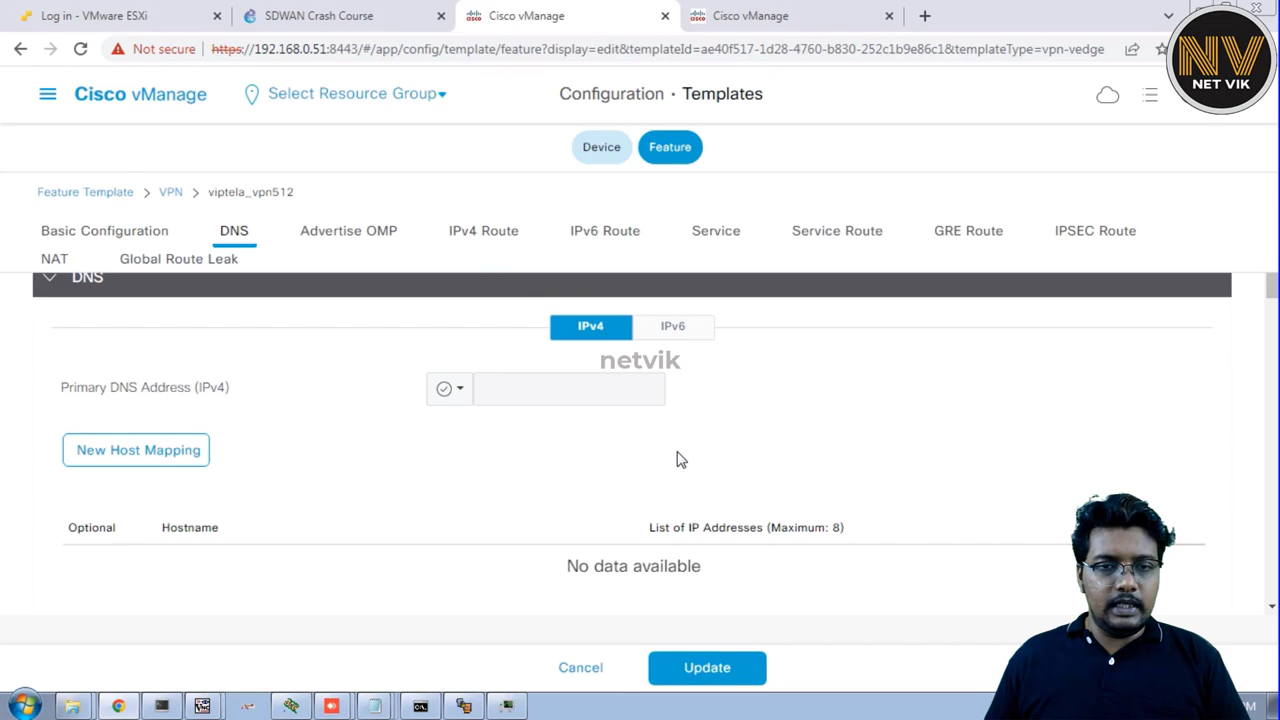 Log in - VMware ESXi
SDWAN Crash Course
Cisco vManage
Cisco vManage
Not secure
https://192.168.0.51:8443/#/app/config/template/feature?display=edit&templateId=ae40f517-1d28-4760-b830-252c1b9e86c1&templateType=vpn-vedge
NV
NET VIK
Cisco vManage
Select Resource Group
Configuration · Templates
Device
Feature
Feature Template > VPN > viptela_vpn512
Basic Configuration
DNS
Advertise OMP
IPv4 Route
IPv6 Route
Service
Service Route
GRE Route
IPSEC Route
NAT
Global Route Leak
DNS
IPv4
IPv6
netvik
Primary DNS Address (IPv4)
New Host Mapping
Optional
Hostname
List of IP Addresses (Maximum: 8)
No data available
Cancel
Update